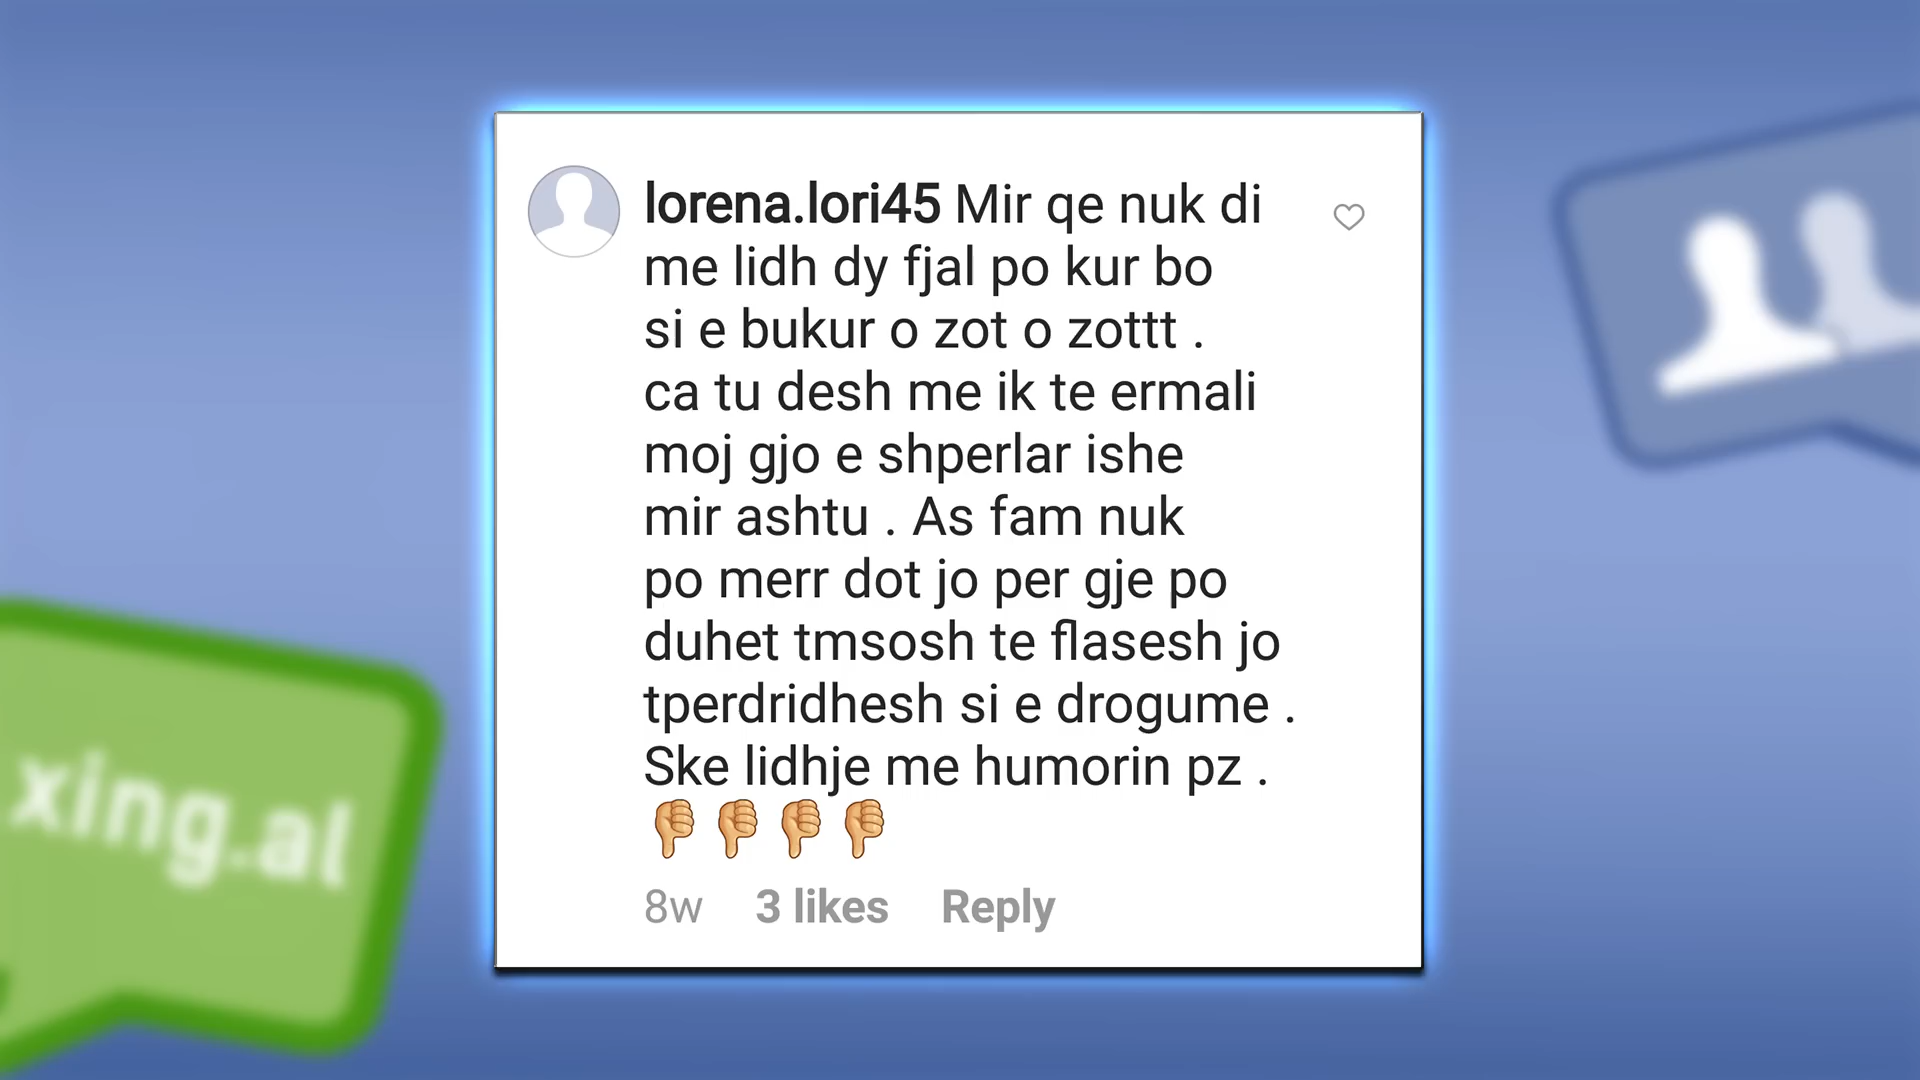 lorena.lori45 Mir qe nuk di
me lidh dy fjal po kur bo
si e bukur o zot o zottt .
ca tu desh me ik te ermali
moj gjo e shperlar ishe
mir ashtu . As fam nuk
po merr dot jo per gje po
duhet tmsosh te flasesh jo
tperdridhesh si e drogume .
Ske lidhje me humorin pz .
👎🏼 👎🏼 👎🏼 👎🏼
8w 3 likes Reply
xing.al